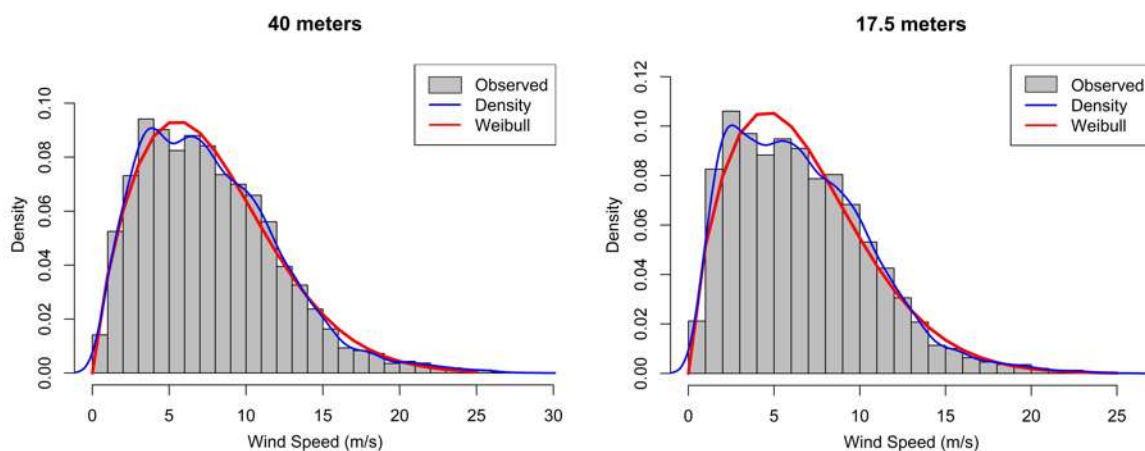 40 meters
Observed
Density
Weibull
Density
0.00
0.02
0.04
0.06
0.08
0.10
0
5
10
15
20
25
30
Wind Speed (m/s)
17.5 meters
Observed
Density
Weibull
Density
0.00
0.02
0.04
0.06
0.08
0.10
0.12
0
5
10
15
20
25
Wind Speed (m/s)